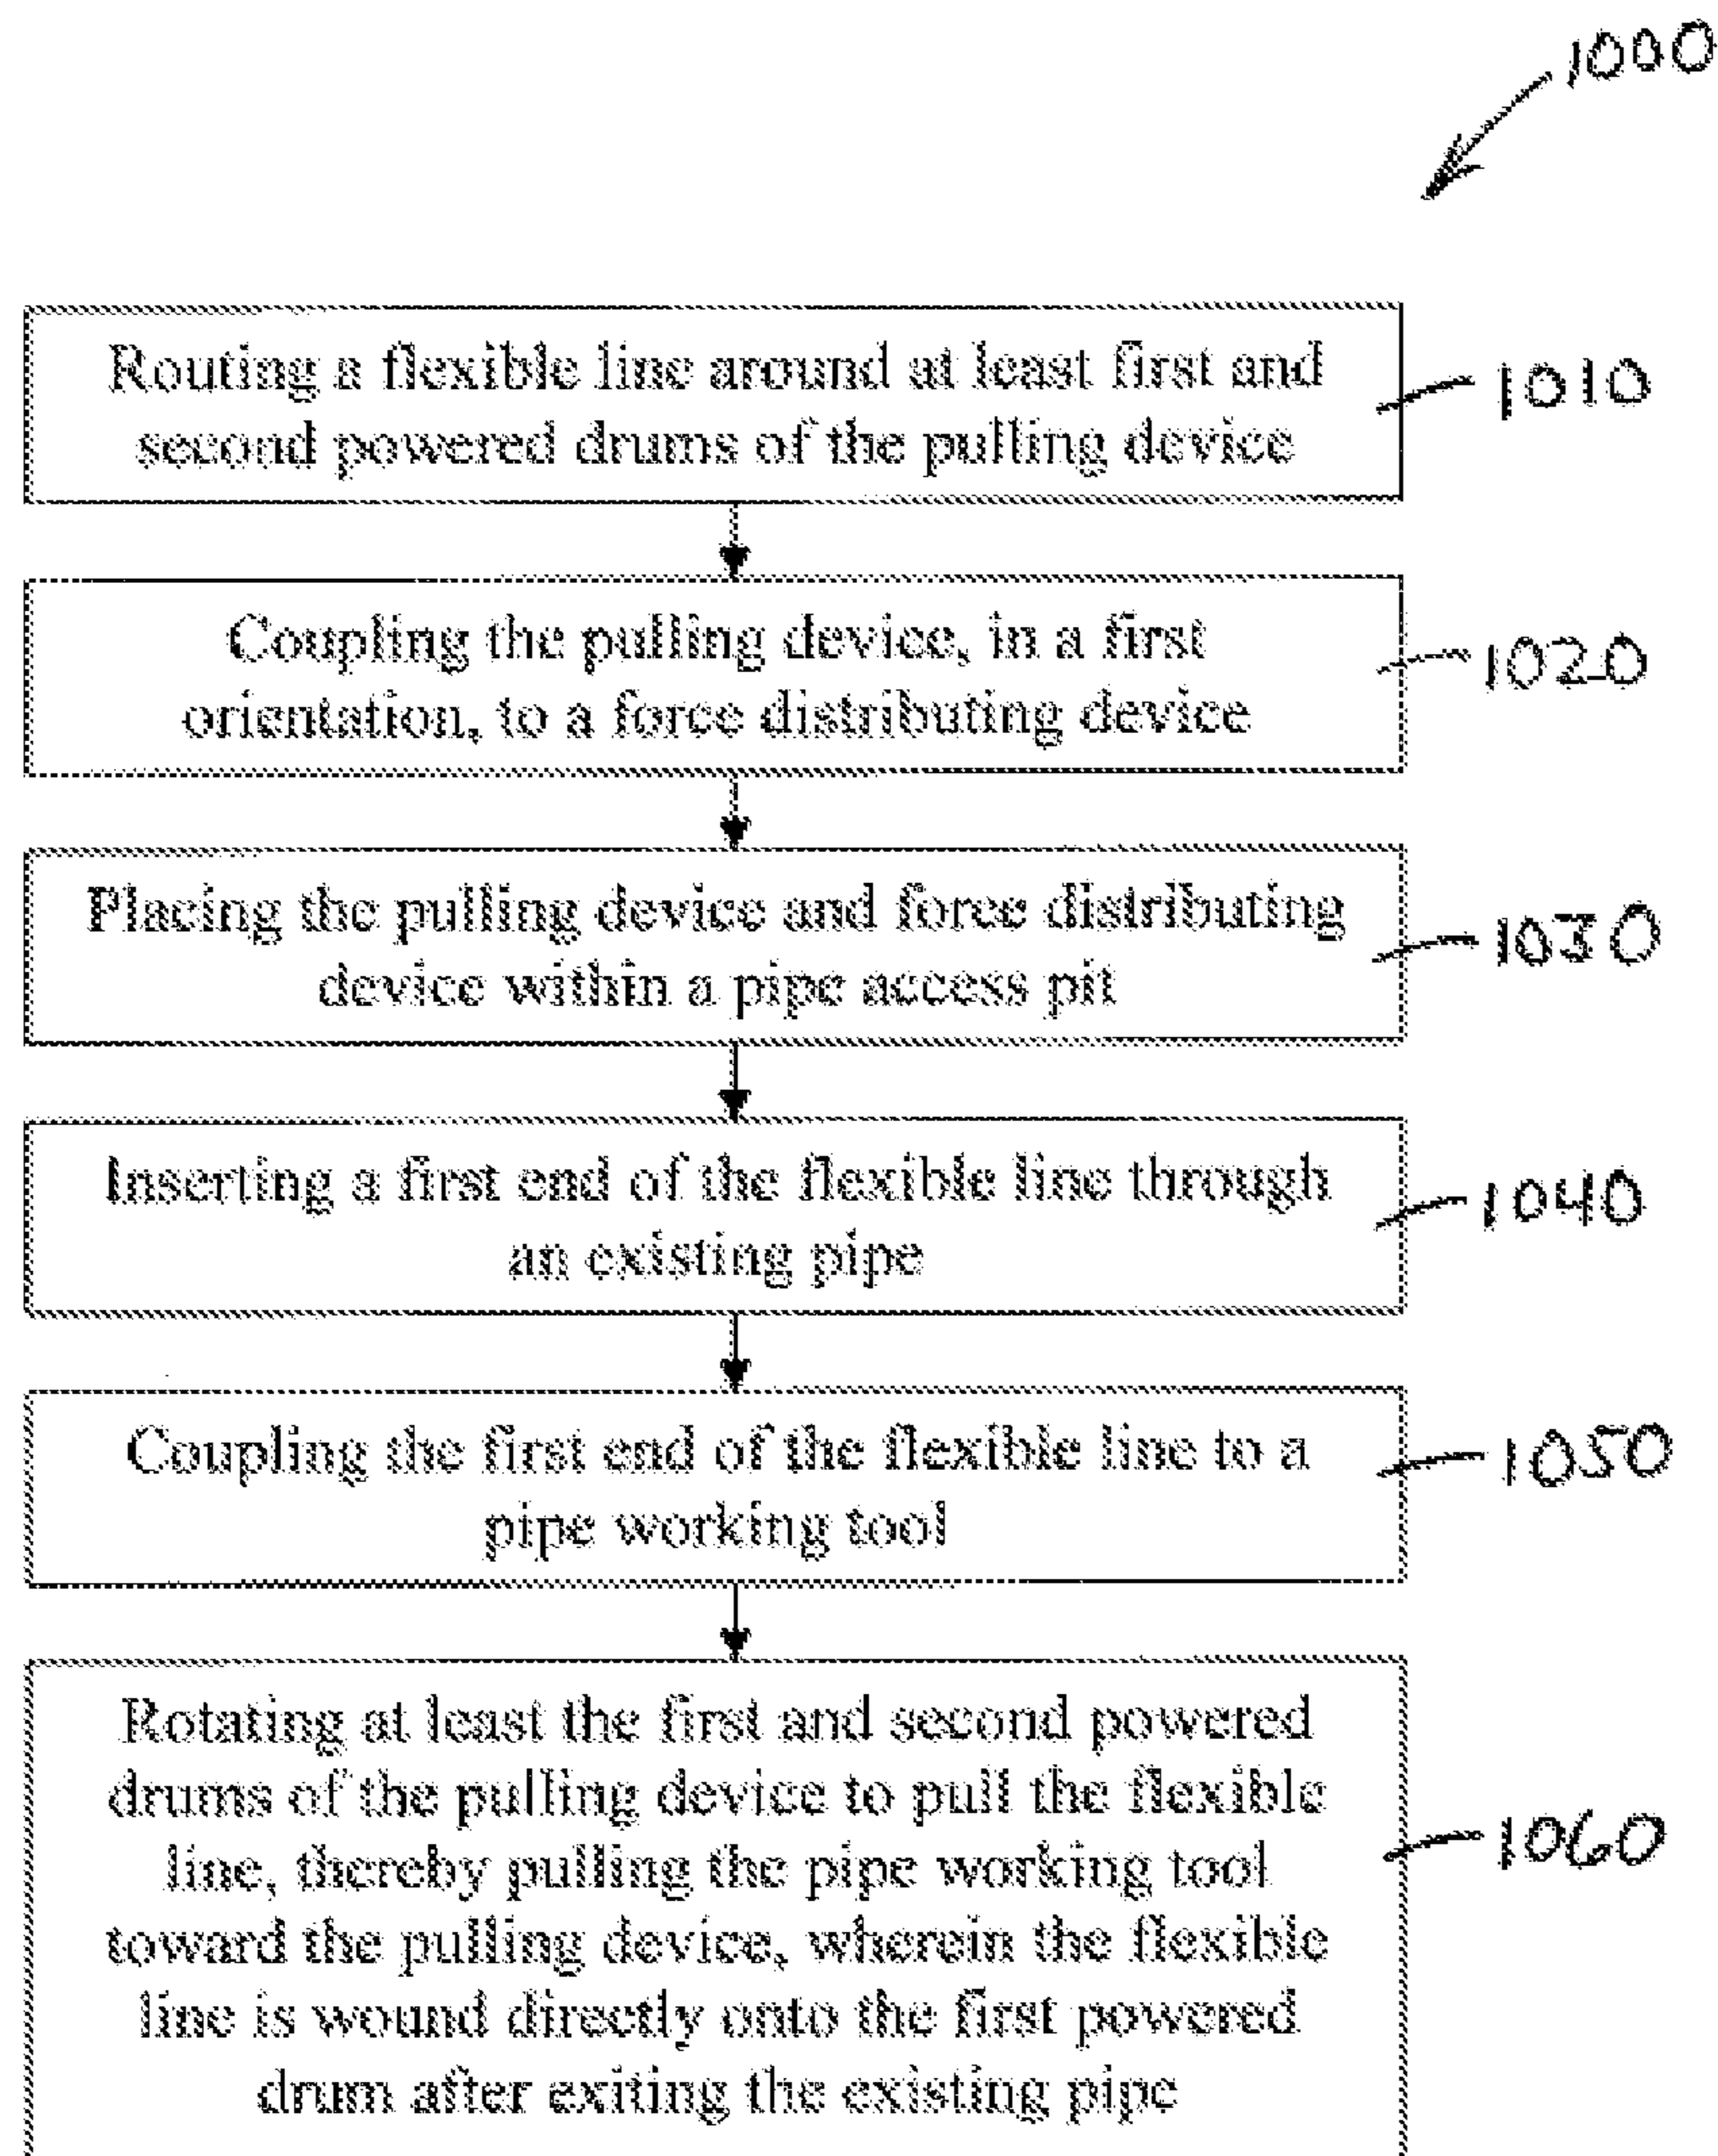 1000
Routing a flexible line around at least first and
second powered drums of the pulling device
1010
Coupling the pulling device, in a first
orientation, to a force distributing device
1020
Placing the pulling device and force distributing
device within a pipe access pit
1030
Inserting a first end of the flexible line through
an existing pipe
1040
Coupling the first end of the flexible line to a
pipe working tool
1050
Rotating at least the first and second powered
drums of the pulling device to pull the flexible
line, thereby pulling the pipe working tool
toward the pulling device, wherein the flexible
line is wound directly onto the first powered
drum after exiting the existing pipe
1060